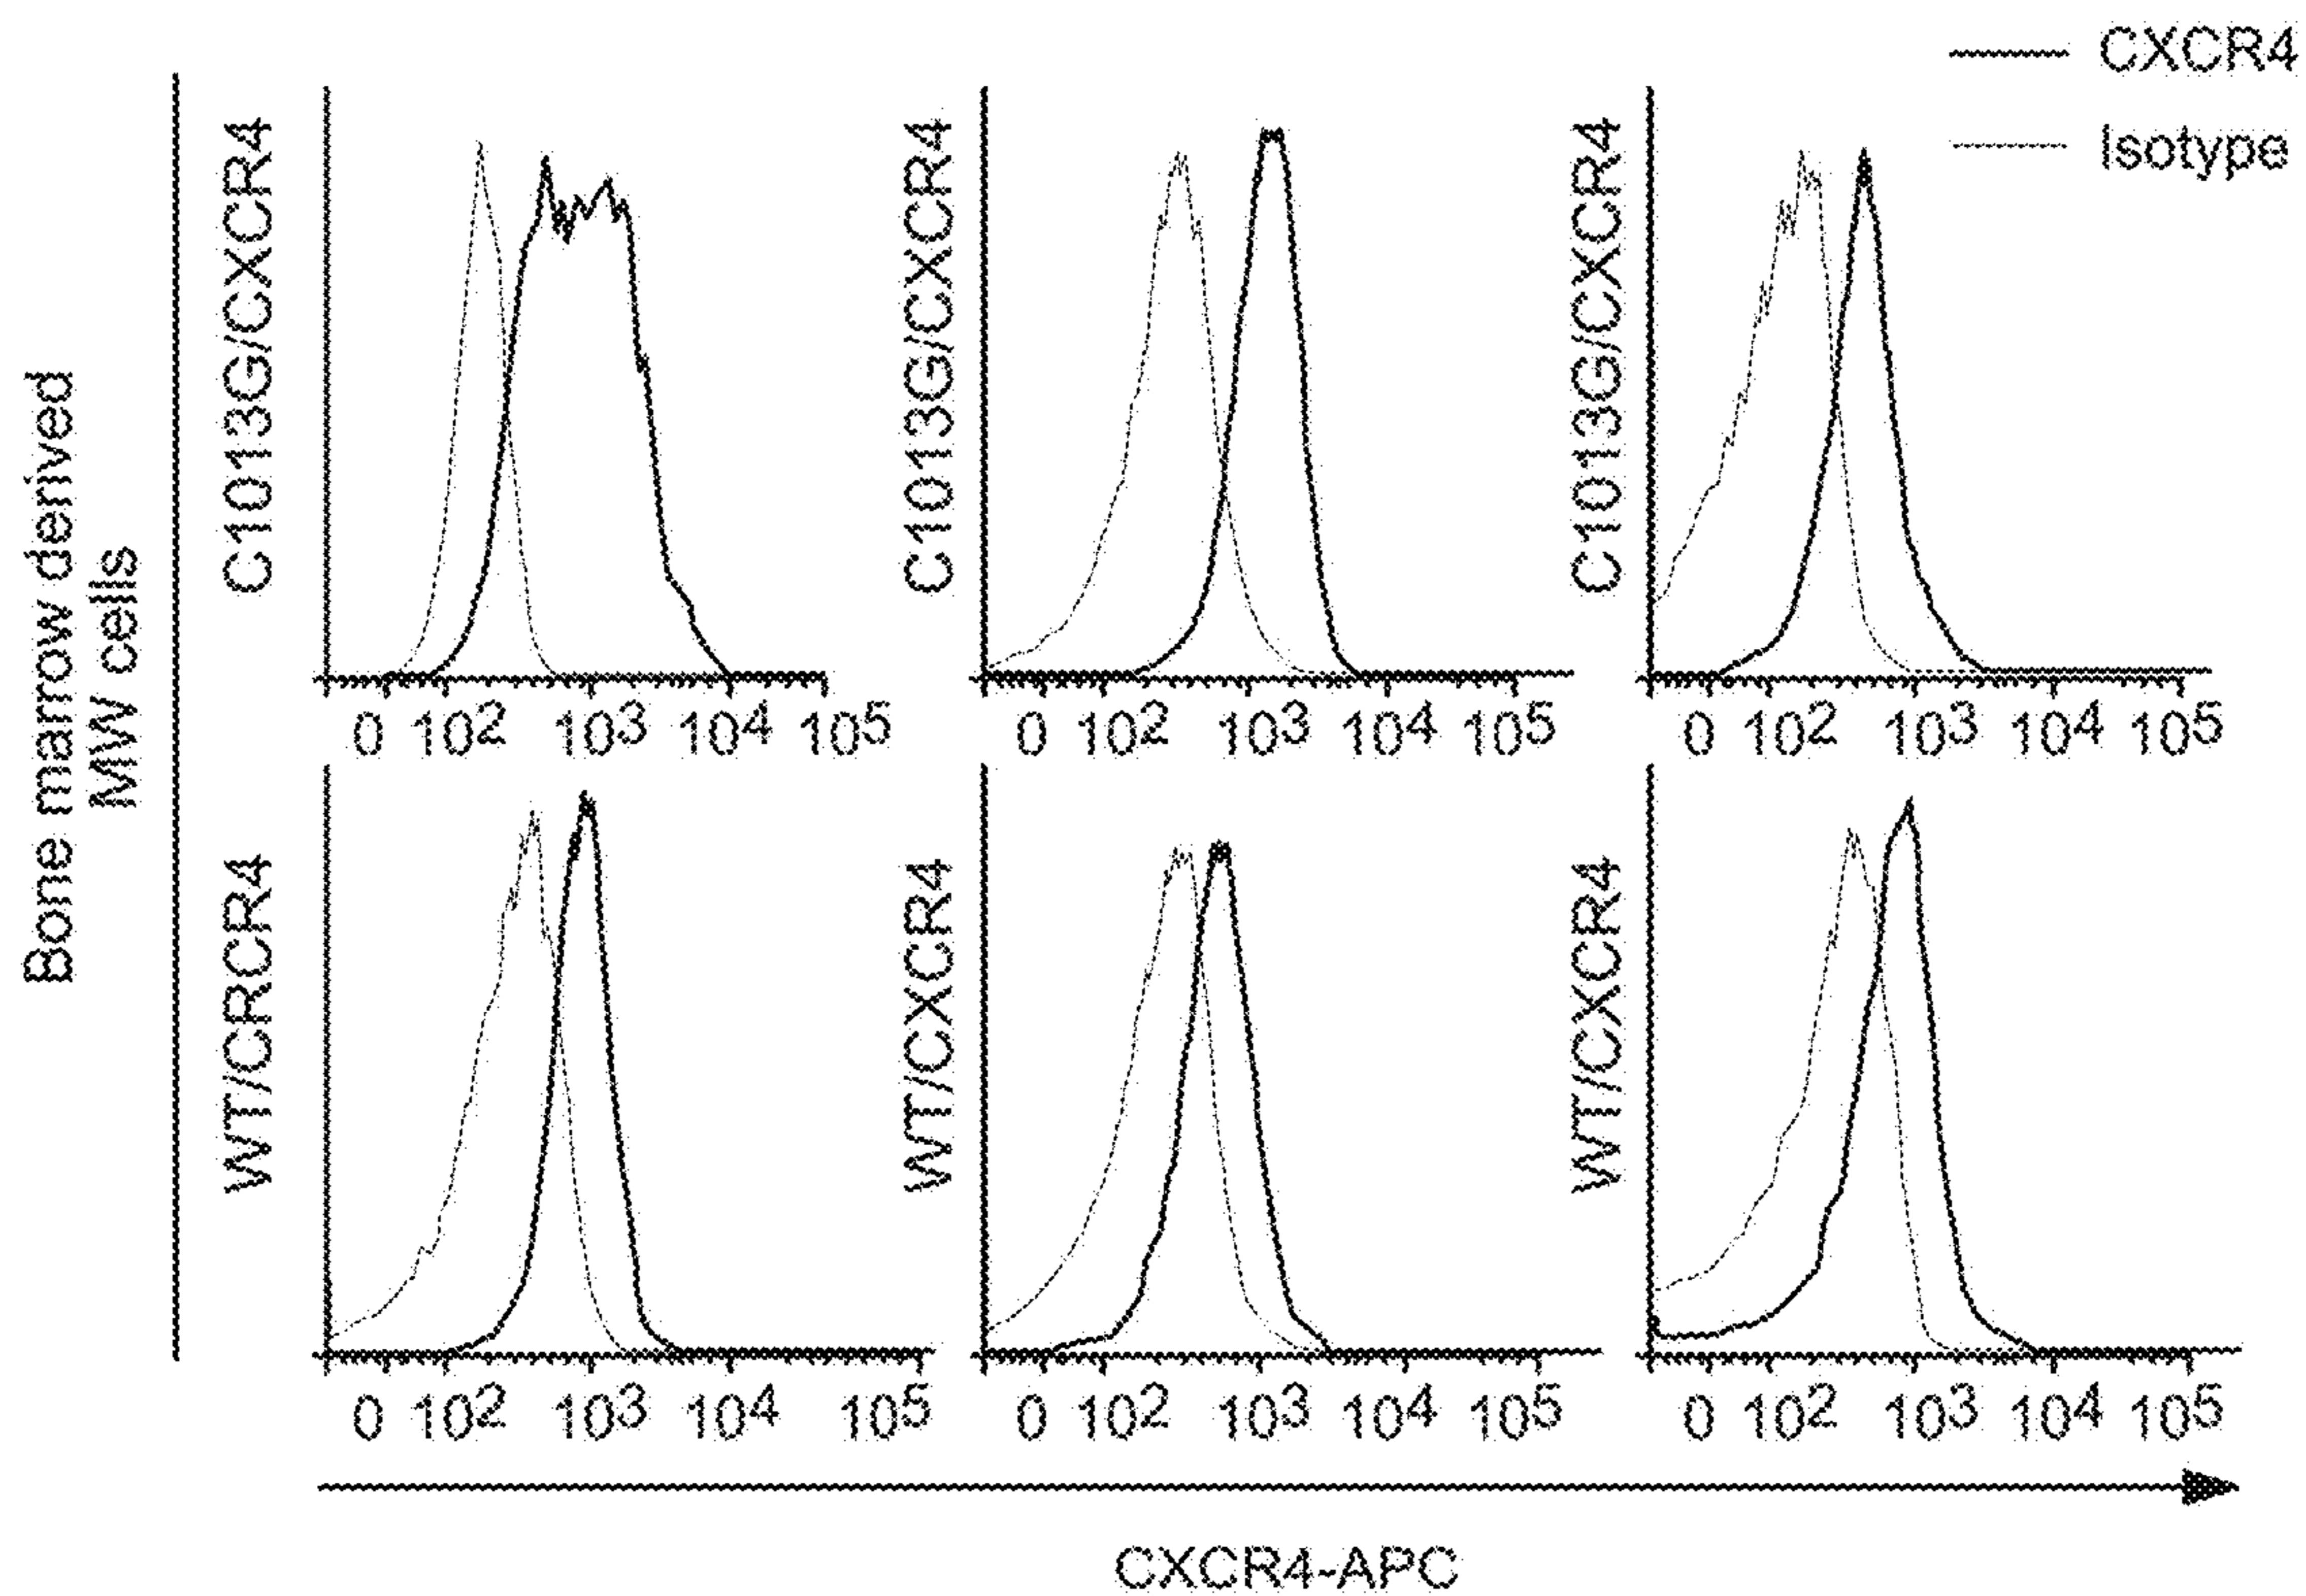 CXCR4
Isotype
Bone marrow derived
MW cells
C1013G/CXCR4
C1013G/CXCR4
C1013G/CXCR4
0 10² 10³ 10⁴ 10⁵
0 10² 10³ 10⁴ 10⁵
0 10² 10³ 10⁴ 10⁵
WT/CRCR4
WT/CXCR4
WT/CXCR4
0 10² 10³ 10⁴ 10⁵
0 10² 10³ 10⁴ 10⁵
0 10² 10³ 10⁴ 10⁵
CXCR4-APC